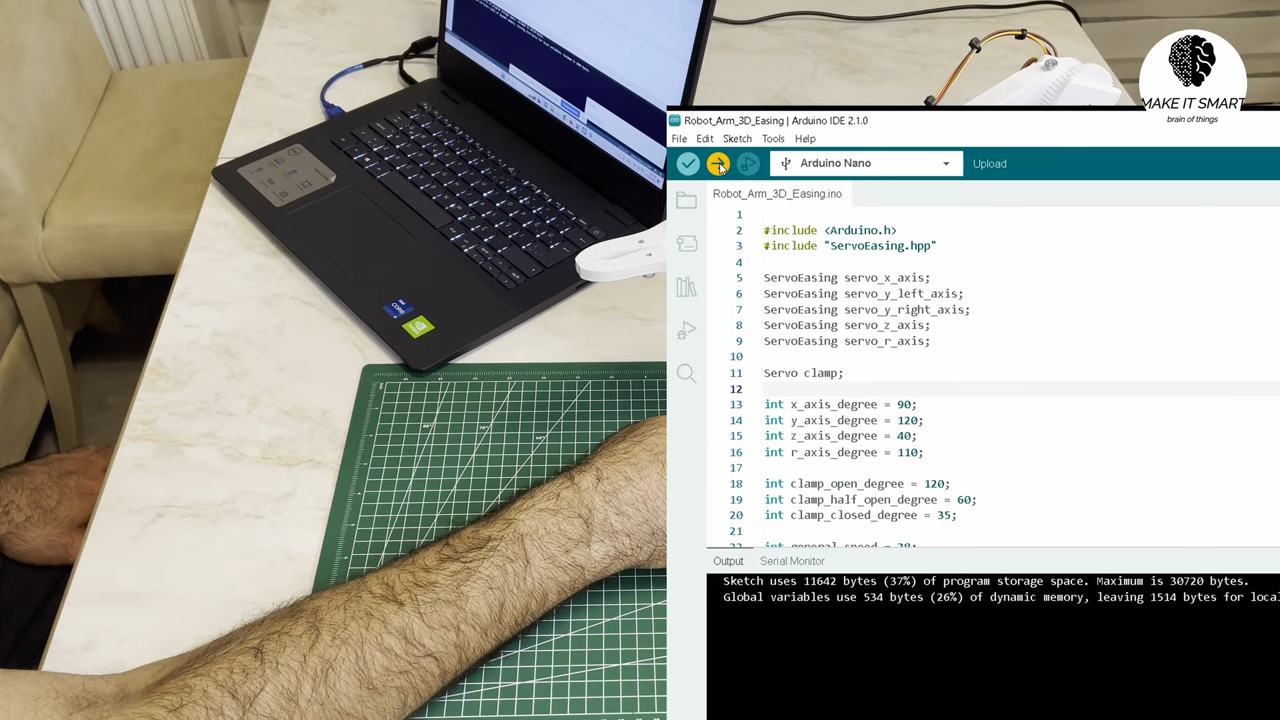 MAKE IT SMART
brain of things
Robot_Arm_3D_Easing | Arduino IDE 2.1.0
File Edit Sketch Tools Help
Arduino Nano
Upload
Robot_Arm_3D_Easing.ino
1
2 #include <Arduino.h>
3 #include "ServoEasing.hpp"
4
5 ServoEasing servo_x_axis;
6 ServoEasing servo_y_left_axis;
7 ServoEasing servo_y_right_axis;
8 ServoEasing servo_z_axis;
9 ServoEasing servo_r_axis;
10
11 Servo clamp;
12
13 int x_axis_degree = 90;
14 int y_axis_degree = 120;
15 int z_axis_degree = 40;
16 int r_axis_degree = 110;
17
18 int clamp_open_degree = 120;
19 int clamp_half_open_degree = 60;
20 int clamp_closed_degree = 35;
21
Output Serial Monitor
Sketch uses 11642 bytes (37%) of program storage space. Maximum is 30720 bytes.
Global variables use 534 bytes (26%) of dynamic memory, leaving 1514 bytes for local
CORE